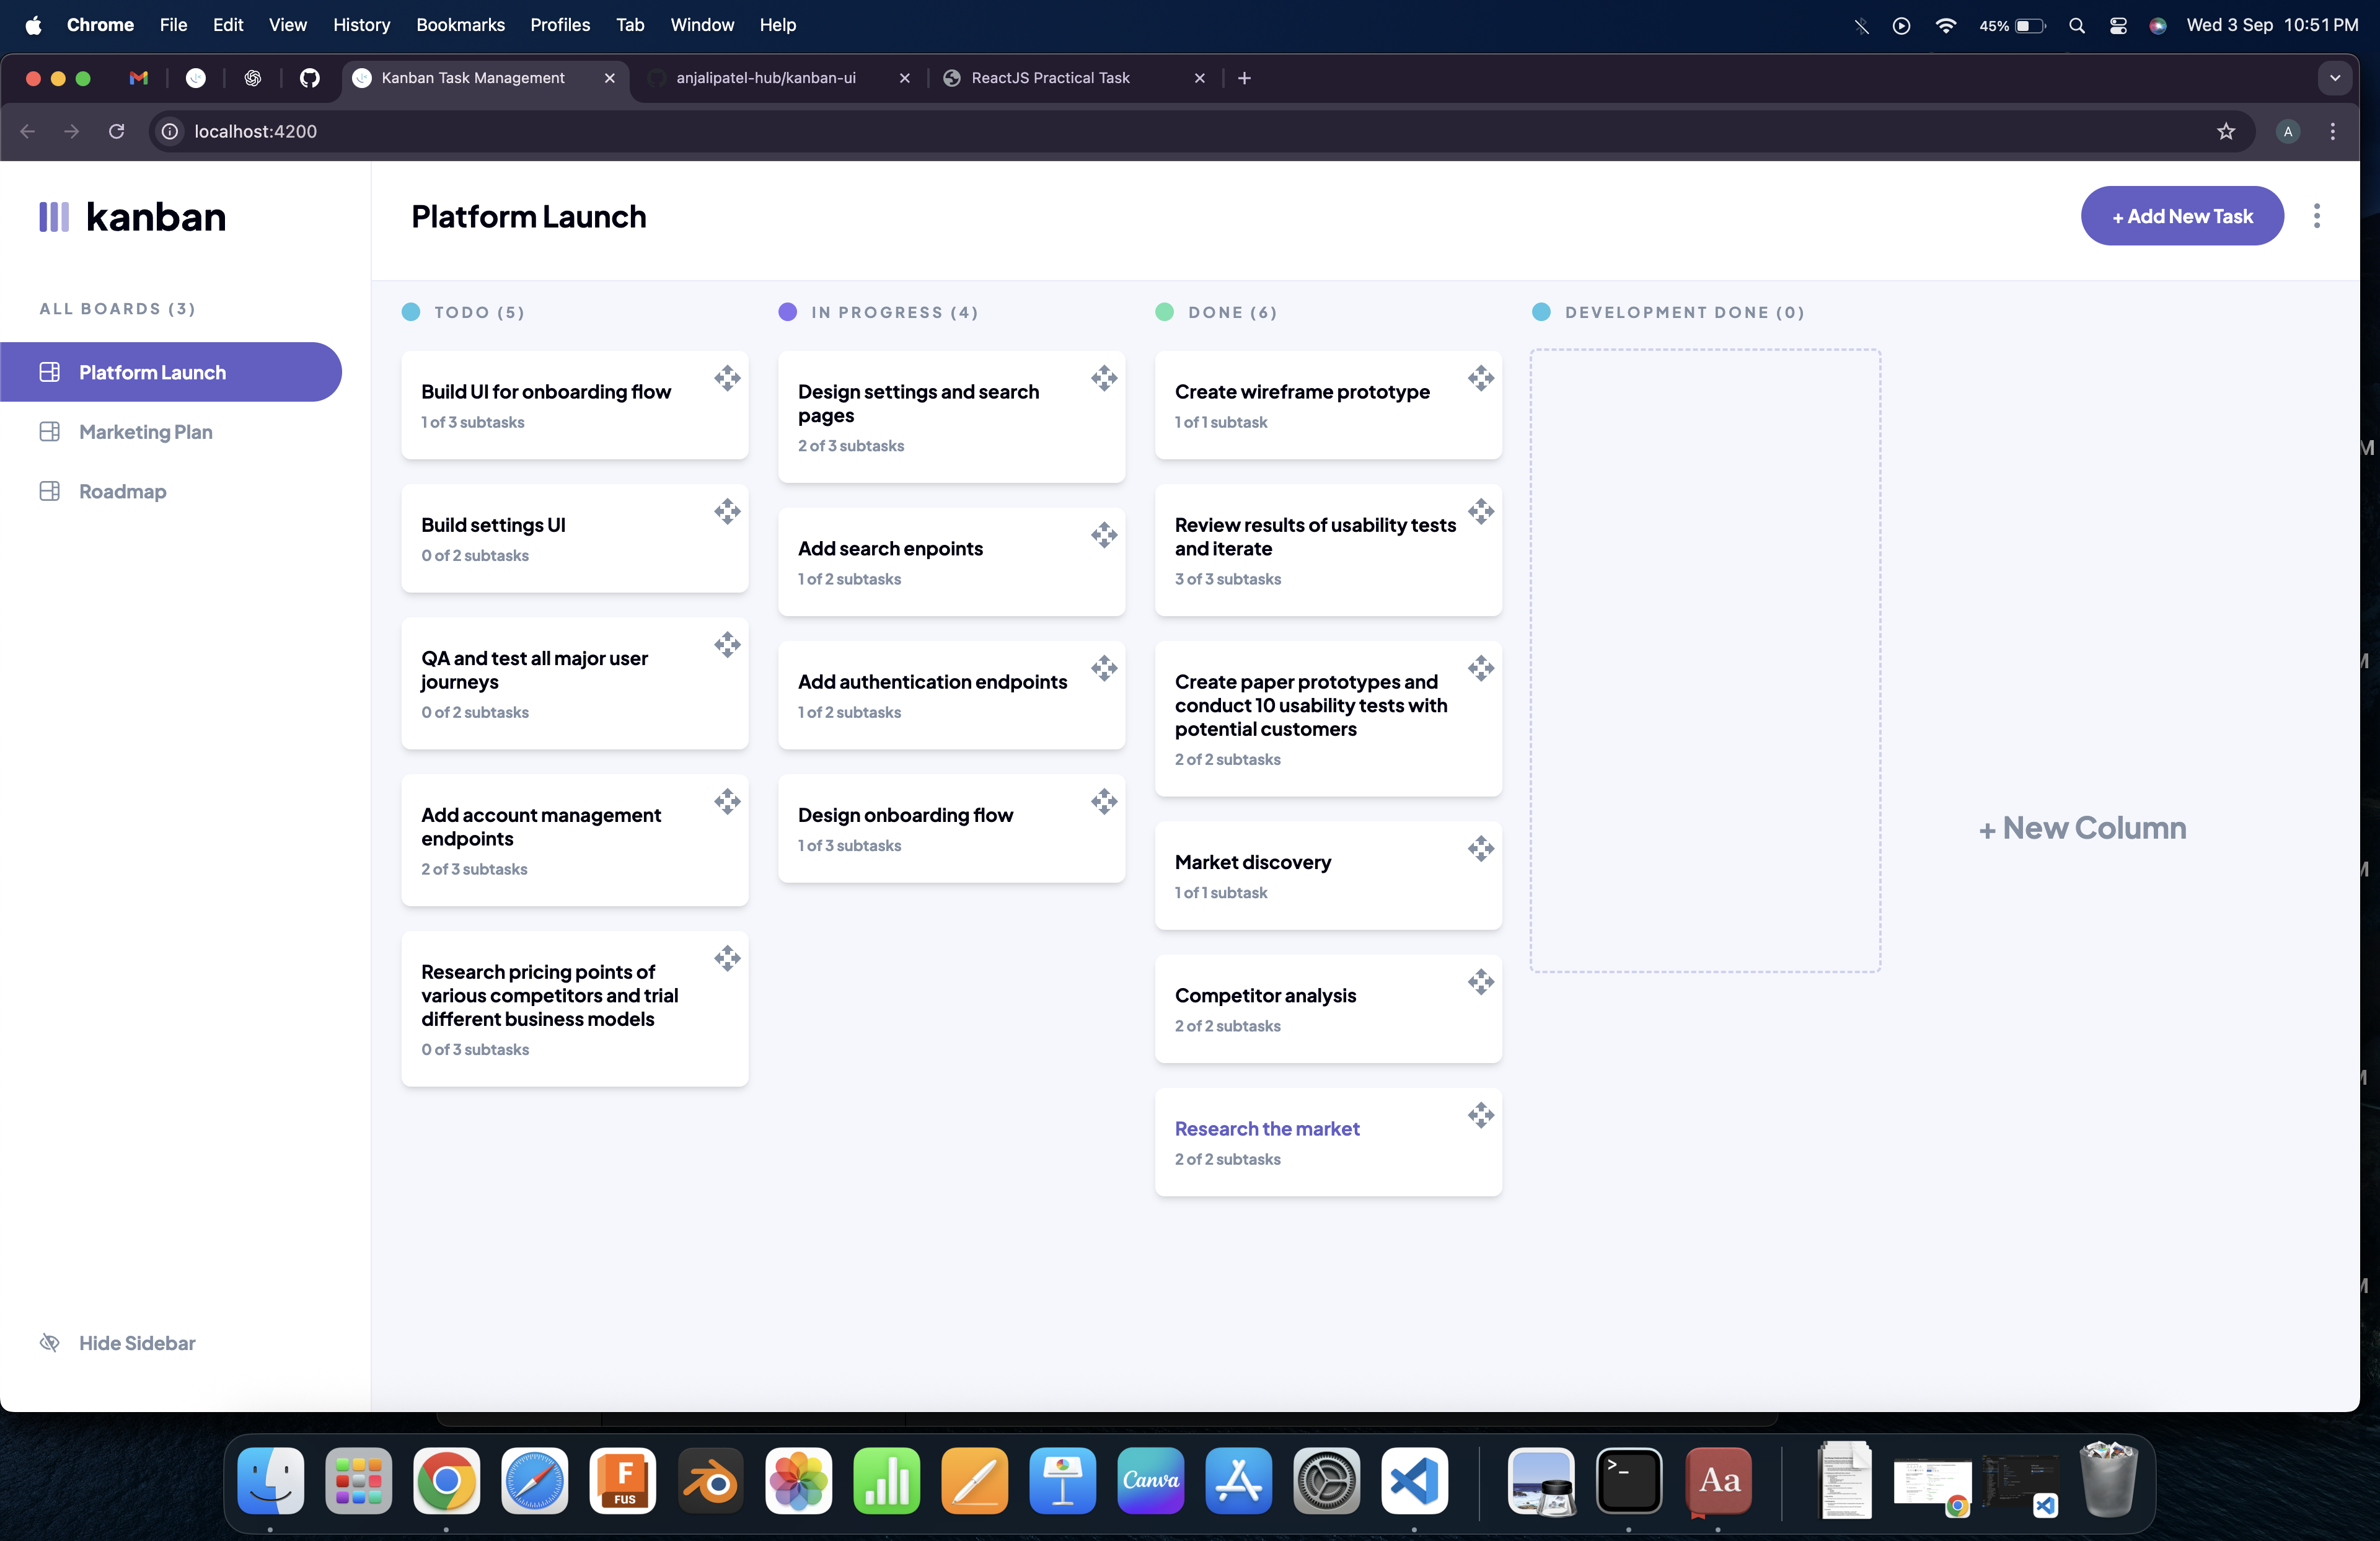 Chrome File Edit View History Bookmarks Profiles Tab Window Help
45%
Wed 3 Sep 10:51 PM
Kanban Task Management
anjalipatel-hub/kanban-ui
ReactJS Practical Task
localhost:4200
A
kanban
Platform Launch
+ Add New Task
ALL BOARDS (3)
Platform Launch
Marketing Plan
Roadmap
Hide Sidebar
TODO (5)
Build UI for onboarding flow
1 of 3 subtasks
Build settings UI
0 of 2 subtasks
QA and test all major user
journeys
0 of 2 subtasks
Add account management
endpoints
2 of 3 subtasks
Research pricing points of
various competitors and trial
different business models
0 of 3 subtasks
IN PROGRESS (4)
Design settings and search
pages
2 of 3 subtasks
Add search enpoints
1 of 2 subtasks
Add authentication endpoints
1 of 2 subtasks
Design onboarding flow
1 of 3 subtasks
DONE (6)
Create wireframe prototype
1 of 1 subtask
Review results of usability tests
and iterate
3 of 3 subtasks
Create paper prototypes and
conduct 10 usability tests with
potential customers
2 of 2 subtasks
Market discovery
1 of 1 subtask
Competitor analysis
2 of 2 subtasks
Research the market
2 of 2 subtasks
DEVELOPMENT DONE (0)
+ New Column
F
FUS
Canva
>_
Aa